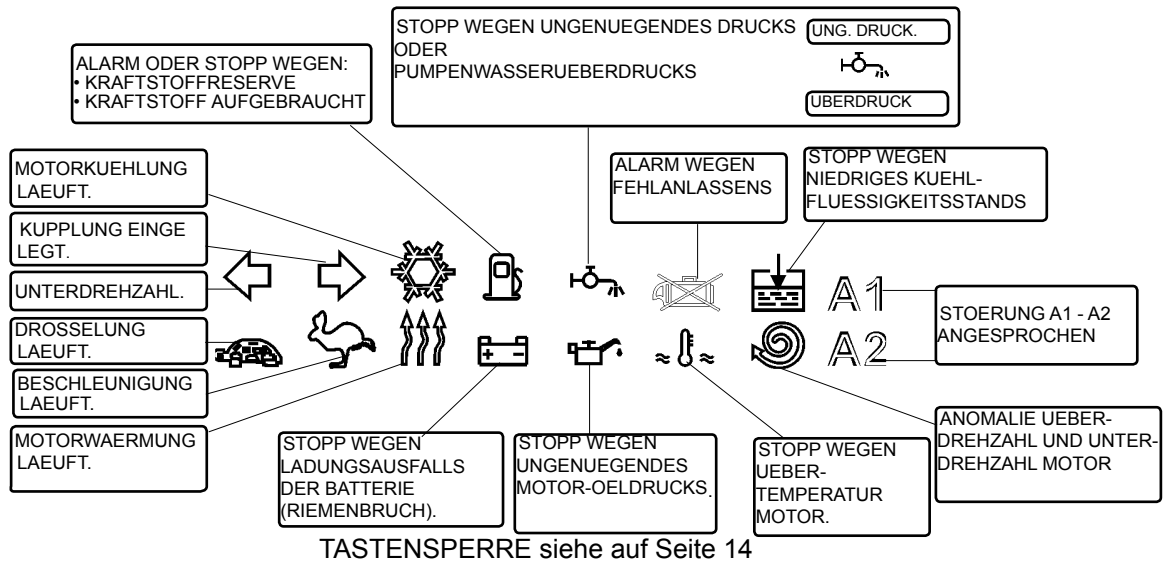 STOPP WEGEN UNGENUEGENDES DRUCKS
ODER
PUMPENWASSERUEBERDRUCKS
UNG. DRUCK.
UBERDRUCK
ALARM ODER STOPP WEGEN:
• KRAFTSTOFFRESERVE
• KRAFTSTOFF AUFGEBRAUCHT
MOTORKUEHLUNG
LAEUFT.
KUPPLUNG EINGE
LEGT.
UNTERDREHZAHL.
DROSSELUNG
LAEUFT.
BESCHLEUNIGUNG
LAEUFT.
MOTORWAERMUNG
LAEUFT.
ALARM WEGEN
FEHLANLASSENS
STOPP WEGEN
NIEDRIGES KUEHL-
FLUESSIGKEITSSTANDS
A1
A2
STOERUNG A1 - A2
ANGESPROCHEN
STOPP WEGEN
LADUNGSAUSFALLS
DER BATTERIE
(RIEMENBRUCH).
STOPP WEGEN
UNGENUEGENDES
MOTOR-OELDRUCKS.
STOPP WEGEN
UEBER-
TEMPERATUR
MOTOR.
ANOMALIE UEBER-
DREHZAHL UND UNTER-
DREHZAHL MOTOR
TASTENSPERRE siehe auf Seite 14